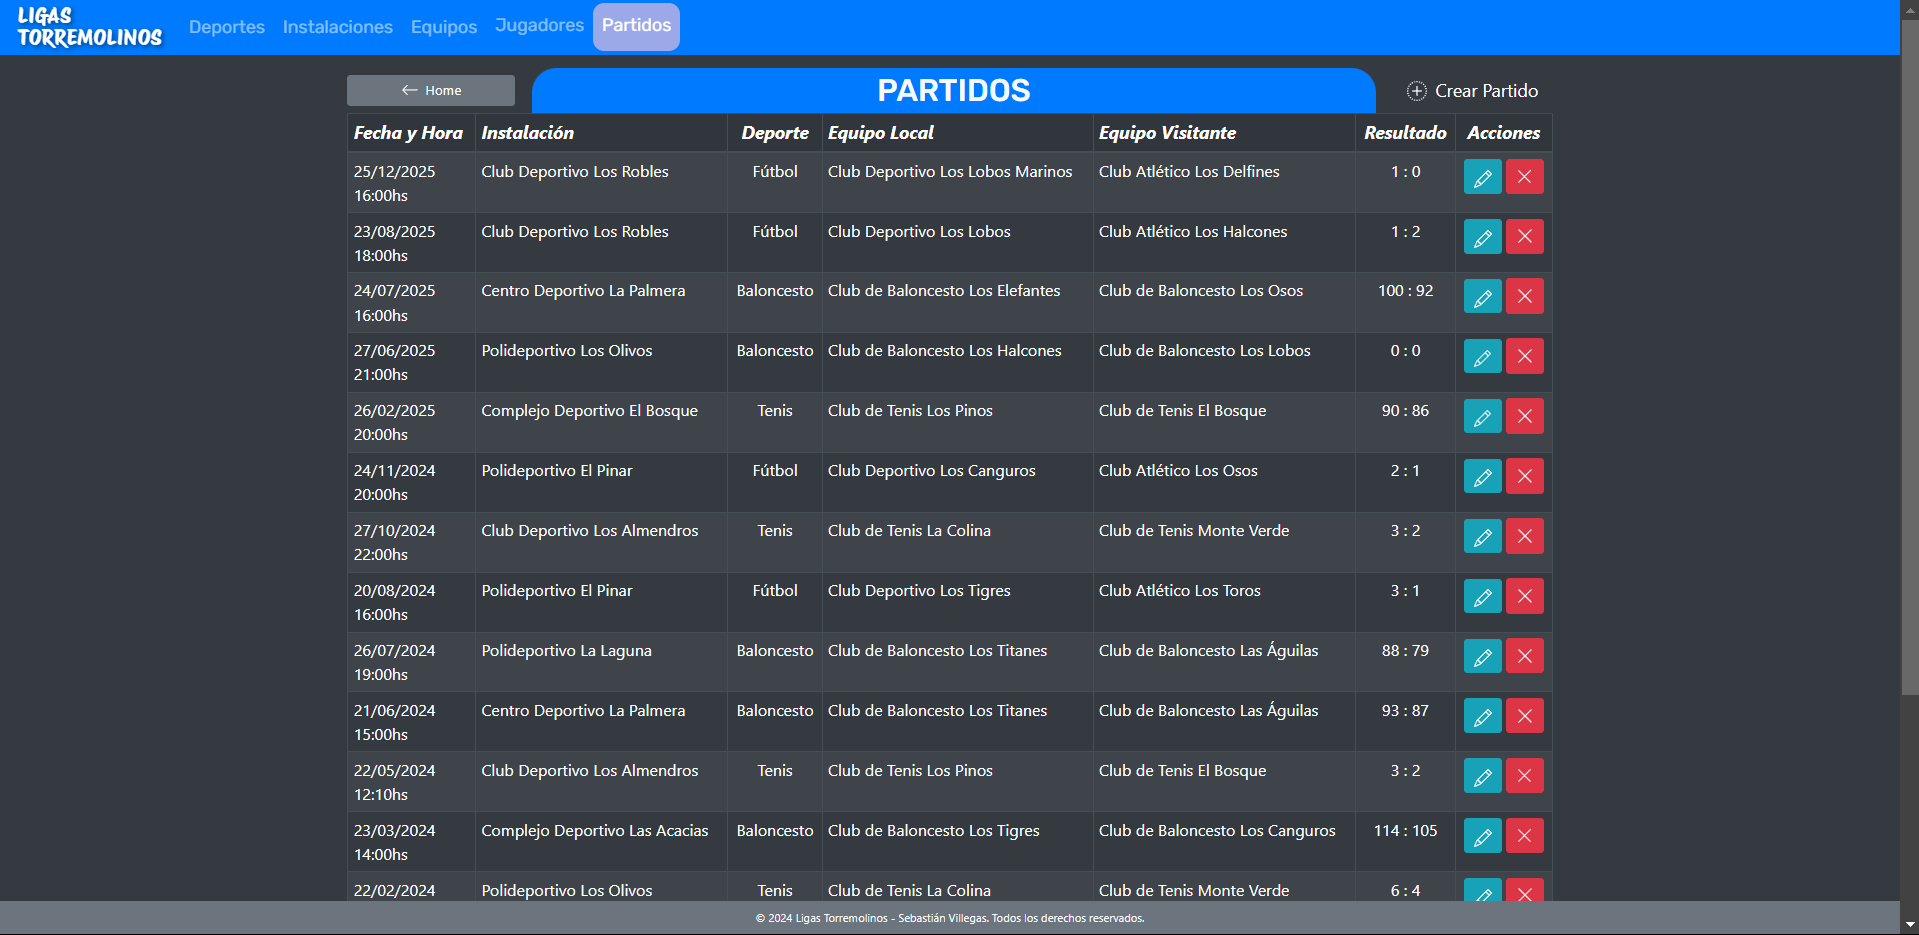 LIGAS
TORREMOLINOS
Deportes Instalaciones Equipos Jugadores Partidos
Home PARTIDOS Crear Partido
Fecha y Hora Instalación Deporte Equipo Local Equipo Visitante Resultado Acciones
25/12/2025 Club Deportivo Los Robles Fútbol Club Deportivo Los Lobos Marinos Club Atlético Los Delfines 1 : 0
16:00hs
23/08/2025 Club Deportivo Los Robles Fútbol Club Deportivo Los Lobos Club Atlético Los Halcones 1 : 2
18:00hs
24/07/2025 Centro Deportivo La Palmera Baloncesto Club de Baloncesto Los Elefantes Club de Baloncesto Los Osos 100 : 92
16:00hs
27/06/2025 Polideportivo Los Olivos Baloncesto Club de Baloncesto Los Halcones Club de Baloncesto Los Lobos 0 : 0
21:00hs
26/02/2025 Complejo Deportivo El Bosque Tenis Club de Tenis Los Pinos Club de Tenis El Bosque 90 : 86
20:00hs
24/11/2024 Polideportivo El Pinar Fútbol Club Deportivo Los Canguros Club Atlético Los Osos 2 : 1
20:00hs
27/10/2024 Club Deportivo Los Almendros Tenis Club de Tenis La Colina Club de Tenis Monte Verde 3 : 2
22:00hs
20/08/2024 Polideportivo El Pinar Fútbol Club Deportivo Los Tigres Club Atlético Los Toros 3 : 1
16:00hs
26/07/2024 Polideportivo La Laguna Baloncesto Club de Baloncesto Los Titanes Club de Baloncesto Las Águilas 88 : 79
19:00hs
21/06/2024 Centro Deportivo La Palmera Baloncesto Club de Baloncesto Los Titanes Club de Baloncesto Las Águilas 93 : 87
15:00hs
22/05/2024 Club Deportivo Los Almendros Tenis Club de Tenis Los Pinos Club de Tenis El Bosque 3 : 2
12:10hs
23/03/2024 Complejo Deportivo Las Acacias Baloncesto Club de Baloncesto Los Tigres Club de Baloncesto Los Canguros 114 : 105
14:00hs
22/02/2024 Polideportivo Los Olivos Tenis Club de Tenis La Colina Club de Tenis Monte Verde 6 : 4
© 2024 Ligas Torremolinos - Sebastián Villegas. Todos los derechos reservados.